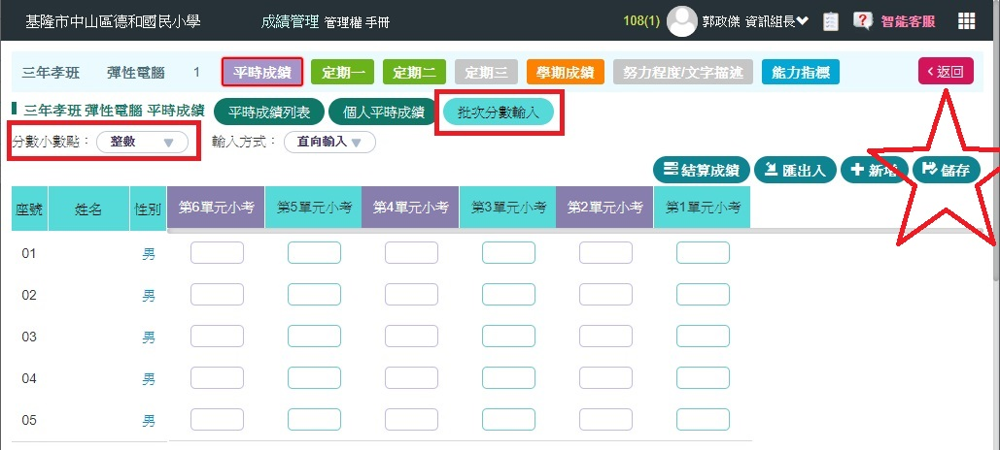 基隆市中山區德和國民小學 成績管理 管理權 手冊 108(1) 郭政傑 資訊組長 智能客服
三年孝班 彈性電腦 1 平時成績 定期一 定期二 定期三 學期成績 努力程度/文字描述 能力指標 返回
三年孝班 彈性電腦 平時成績 平時成績列表 個人平時成績 批次分數輸入
分數小數點： 整數 輸入方式： 直向輸入
結算成績 匯出入 新增 儲存
座號 姓名 性別 第6單元小考 第5單元小考 第4單元小考 第3單元小考 第2單元小考 第1單元小考
01 男
02 男
03 男
04 男
05 男